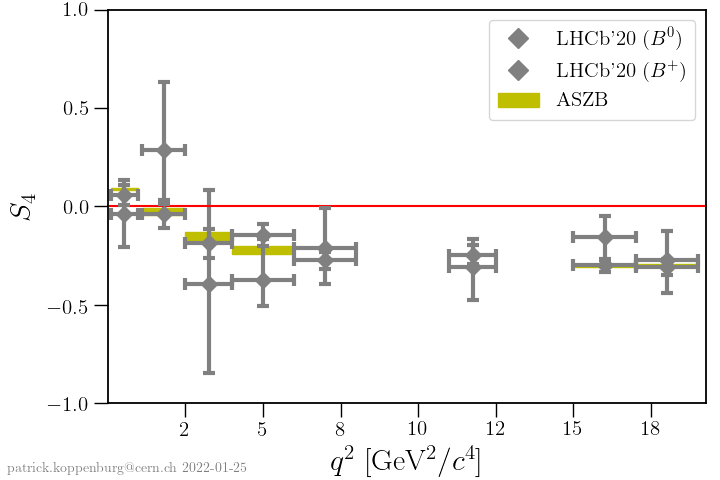 1.0
0.5
0.0
−0.5
−1.0
S₄
LHCb'20 (B⁰)
LHCb'20 (B⁺)
ASZB
2 5 8 10 12 15 18
q² [GeV²/c⁴]
patrick.koppenburg@cern.ch 2022-01-25